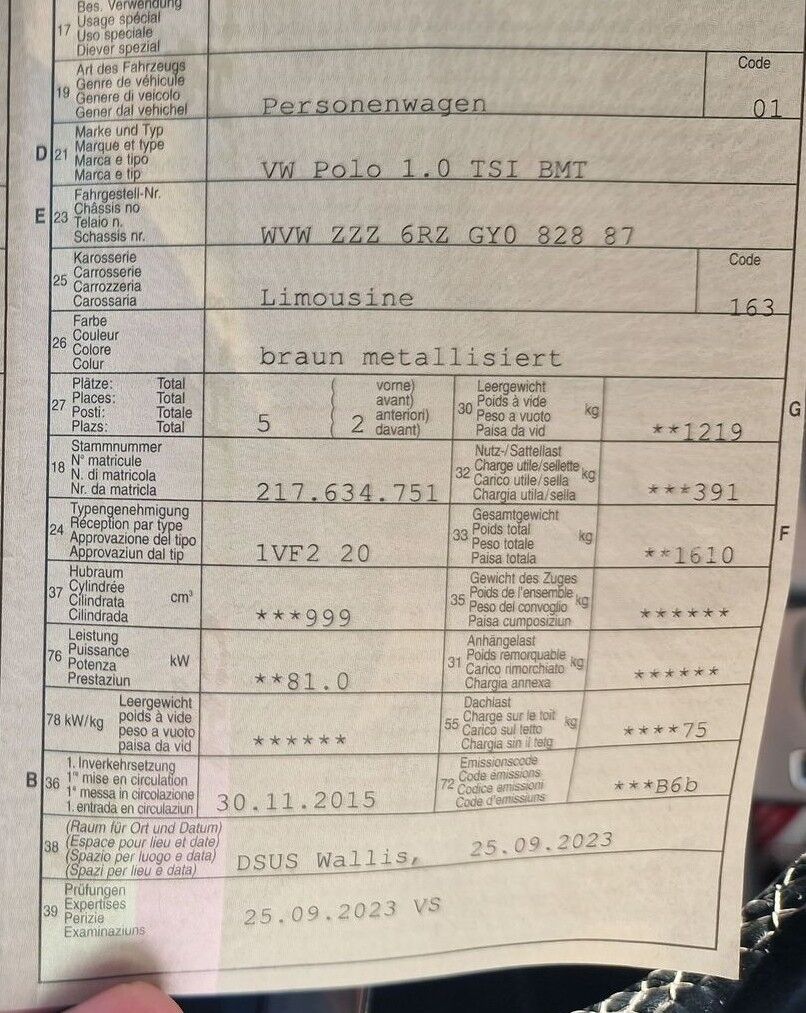 Bes. Verwendung
17 Usage spécial
Uso speciale
Diever spezial
Art des Fahrzeugs Code
19 Genre de véhicule
Genere di veicolo
Gener dal vehichel Personenwagen 01
Marke und Typ
D 21 Marque et type
Marca e tipo
Marca e tip VW Polo 1.0 TSI BMT
Fahrgestell-Nr.
E 23 Châssis no
Telaio n.
Schassis nr. WVW ZZZ 6RZ GY0 828 87
Karosserie Code
25 Carrosserie
Carrozzeria
Carossaria Limousine 163
Farbe
26 Couleur
Colore
Colur braun metallisiert
Plätze: Total ( vorne) Leergewicht
27 Places: Total ( avant) 30 Poids à vide kg G
Posti: Totale ( anteriori) Peso a vuoto
Plazs: Total 5 ( 2 davant) Paisa da vid **1219
Stammnummer Nutz-/Sattellast
18 N° matricule 32 Charge utile/sellette kg
N. di matricola Carico utile/sella
Nr. da matricla 217.634.751 Chargia utila/sella ***391
Typengenehmigung Gesamtgewicht
24 Réception par type 33 Poids total kg F
Approvazione del tipo Peso totale
Approvaziun dal tip 1VF2 20 Paisa totala **1610
Hubraum Gewicht des Zuges
37 Cylindrée cm³ 35 Poids de l'ensemble kg
Cilindrata Peso del convoglio
Cilindrada ***999 Paisa cumposiziun ******
Leistung Anhängelast
76 Puissance kW 31 Poids remorquable kg
Potenza Carico rimorchiato
Prestaziun **81.0 Chargia annexa ******
Leergewicht Dachlast
78 kW/kg poids à vide 55 Charge sur le toit kg
peso a vuoto Carico sul tetto
paisa da vid ****** Chargia sin il tetg ****75
1. Inverkehrsetzung Emissionscode
B 36 1re mise en circulation 72 Code émissions
1a messa in circolazione Codice emissioni ***B6b
1. entrada en circulaziun 30.11.2015 Code d'emissiuns
(Raum für Ort und Datum)
38 (Espace pour lieu et date)
(Spazio per luogo e data)
(Spazi per lieu e data) DSUS Wallis, 25.09.2023
Prüfungen
39 Expertises
Perizie 25.09.2023 VS
Examinaziuns